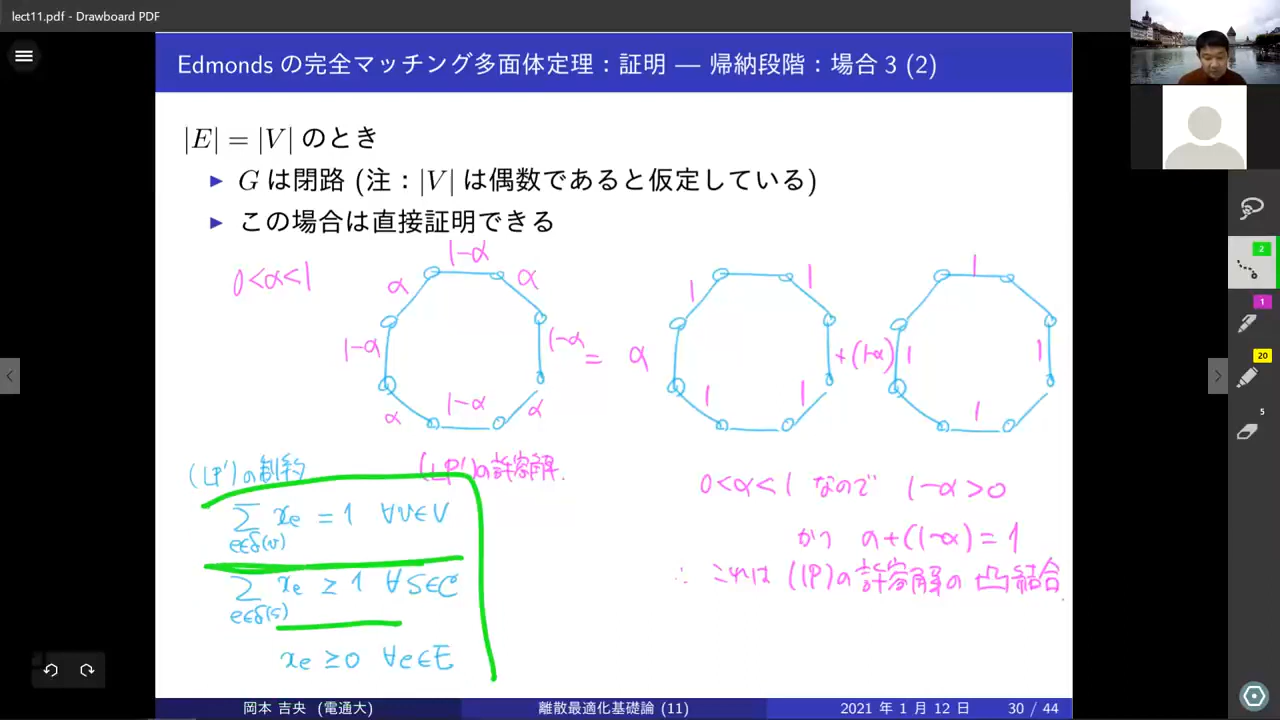 lect11.pdf - Drawboard PDF
Edmonds の完全マッチング多面体定理：証明 — 帰納段階：場合 3 (2)
|E| = |V| のとき
▶ G は閉路 (注：|V| は偶数であると仮定している)
▶ この場合は直接証明できる
0<α<1
1-α
α
α
1-α
1-α
α
1-α
α
=
α
1
1
1
1
+(1-α)
1
1
1
1
(LP')の制約
(LP')の許容解.
∑ xe = 1 ∀v∈V
e∈δ(v)
∑ xe ≥ 1 ∀S∈C
e∈δ(S)
xe ≥0 ∀e∈E
0<α<1 なので 1-α>0
かつ α+(1-α)=1
∴ これは (LP)の許容解の凸結合.
岡本 吉央 (電通大)
離散最適化基礎論 (11)
2021 年 1 月 12 日
30 / 44
2
1
20
5